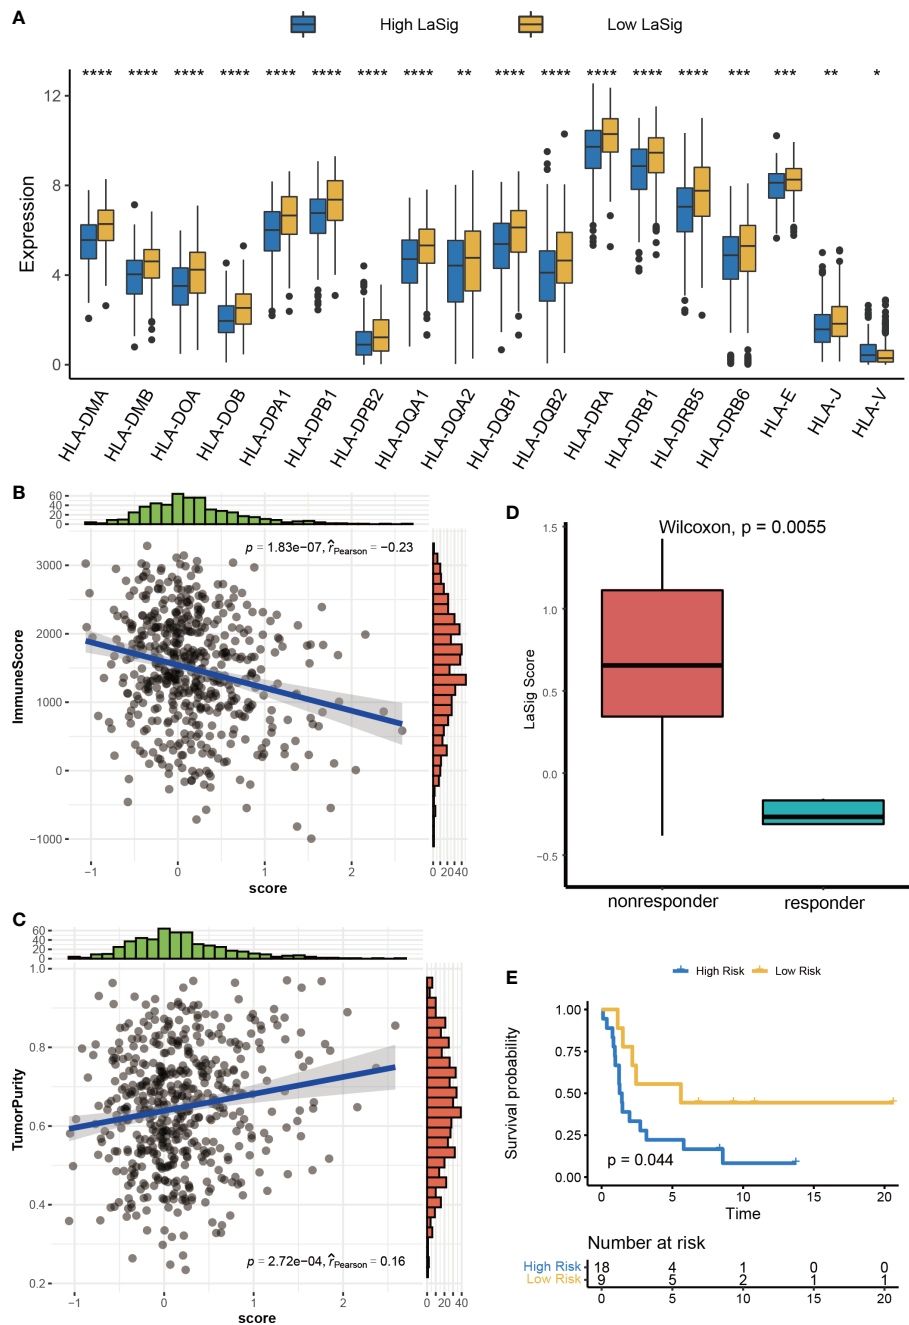 A
High LaSig
Low LaSig
**** **** **** **** **** **** **** **** ** **** **** **** **** **** *** *** ** *
Expression
12
8
4
0
HLA-DMA HLA-DMB HLA-DOA HLA-DOB HLA-DPA1 HLA-DPB1 HLA-DPB2 HLA-DQA1 HLA-DQA2 HLA-DQB1 HLA-DQB2 HLA-DRA HLA-DRB1 HLA-DRB5 HLA-DRB6 HLA-E HLA-J HLA-V
B
60
40
20
0
p = 1.83e−07, r̂Pearson = −0.23
ImmuneScore
3000
2000
1000
0
−1000
−1 0 1 2
score
0 20 40
C
60
40
20
0
TumorPurity
1.0
0.8
0.6
0.4
0.2
p = 2.72e−04, r̂Pearson = 0.16
−1 0 1 2
score
0 20 40
D
Wilcoxon, p = 0.0055
LaSig Score
1.5
1.0
0.5
0.0
−0.5
nonresponder responder
E
High Risk Low Risk
Survival probability
1.00
0.75
0.50
0.25
0.00
p = 0.044
0 5 10 15 20
Time
Number at risk
High Risk 18 4 1 0 0
Low Risk 9 5 2 1 1
0 5 10 15 20